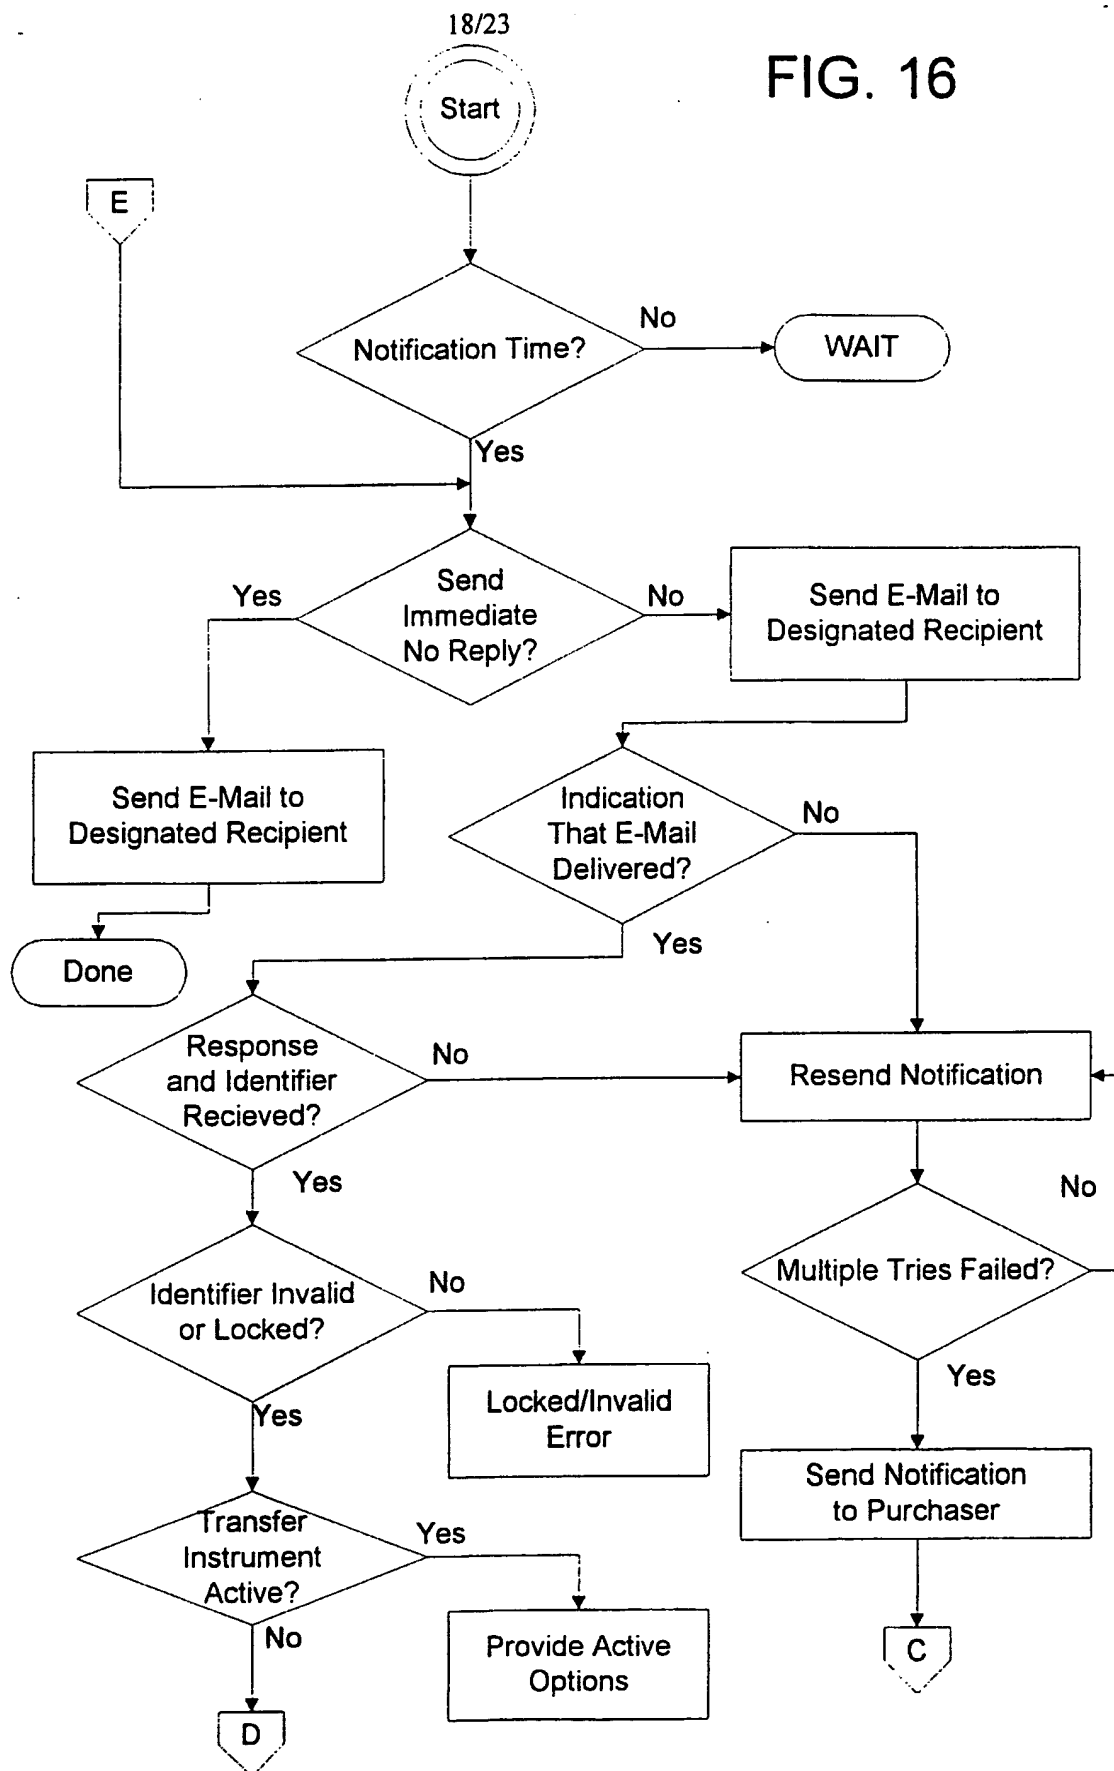 18/23
FIG. 16
Start
E
Notification Time?
No
WAIT
Yes
Send
Immediate
No Reply?
Yes
No
Send E-Mail to
Designated Recipient
Send E-Mail to
Designated Recipient
Indication
That E-Mail
Delivered?
No
Yes
Done
Response
and Identifier
Recieved?
No
Resend Notification
Yes
No
Identifier Invalid
or Locked?
No
Multiple Tries Failed?
Locked/Invalid
Error
Yes
Yes
Send Notification
to Purchaser
Transfer
Instrument
Active?
Yes
Provide Active
Options
No
C
D